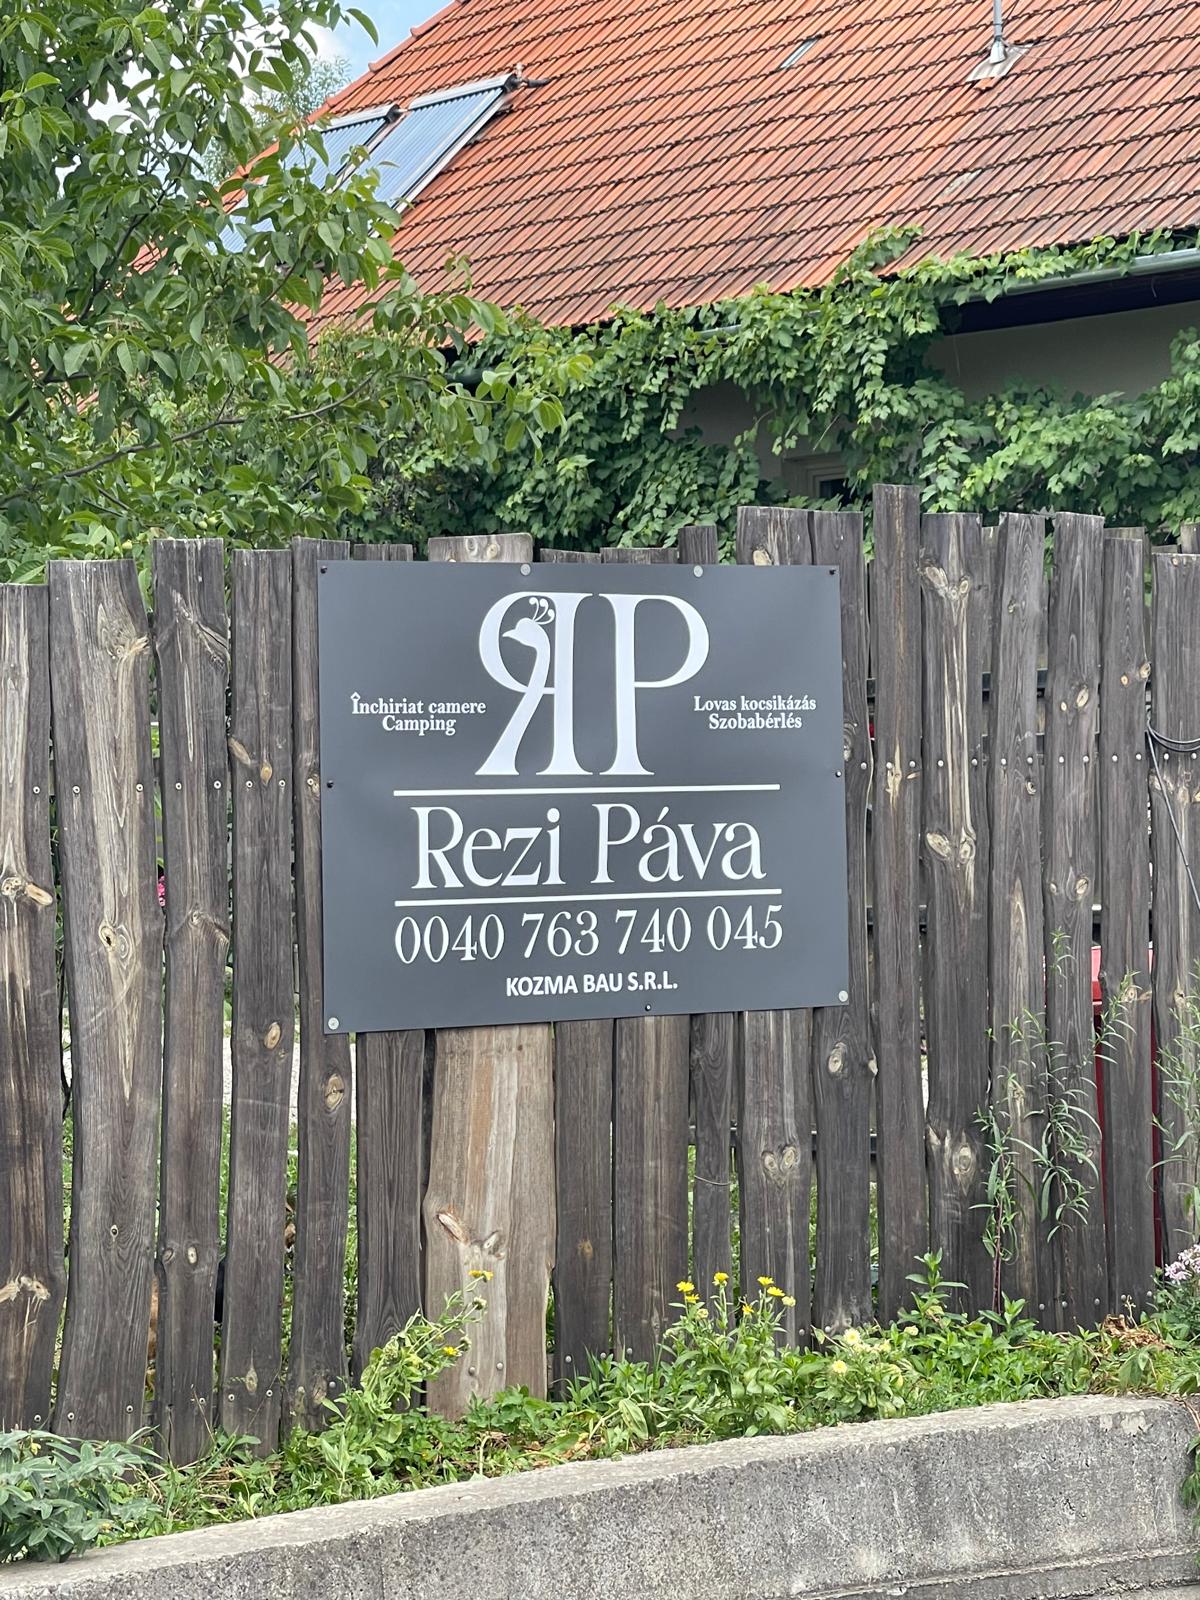 RP
Închiriat camere
Camping
Lovas kocsikázás
Szobabérlés
Rezi Páva
0040 763 740 045
KOZMA BAU S.R.L.